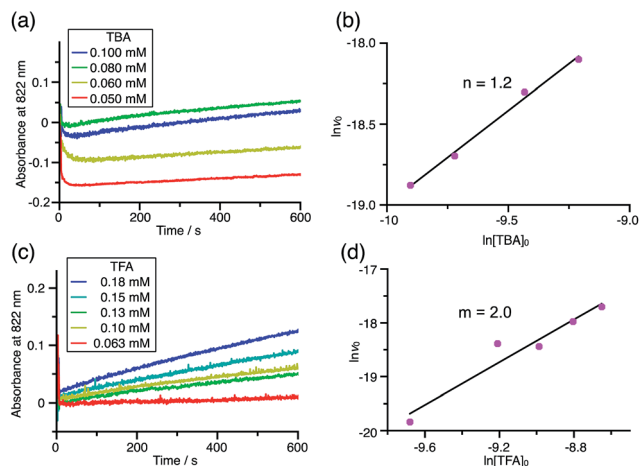 (a)
TBA
0.100 mM
0.080 mM
0.060 mM
0.050 mM
Absorbance at 822 nm
0.1
0
-0.1
-0.2
0
200
400
600
Time / s
(b)
n = 1.2
lnv₀
-18.0
-18.5
-19.0
-10
-9.5
-9.0
ln[TBA]₀
(c)
TFA
0.18 mM
0.15 mM
0.13 mM
0.10 mM
0.063 mM
Absorbance at 822 nm
0.2
0.1
0
0
200
400
600
Time / s
(d)
m = 2.0
lnv₀
-17
-18
-19
-20
-9.6
-9.2
-8.8
ln[TFA]₀